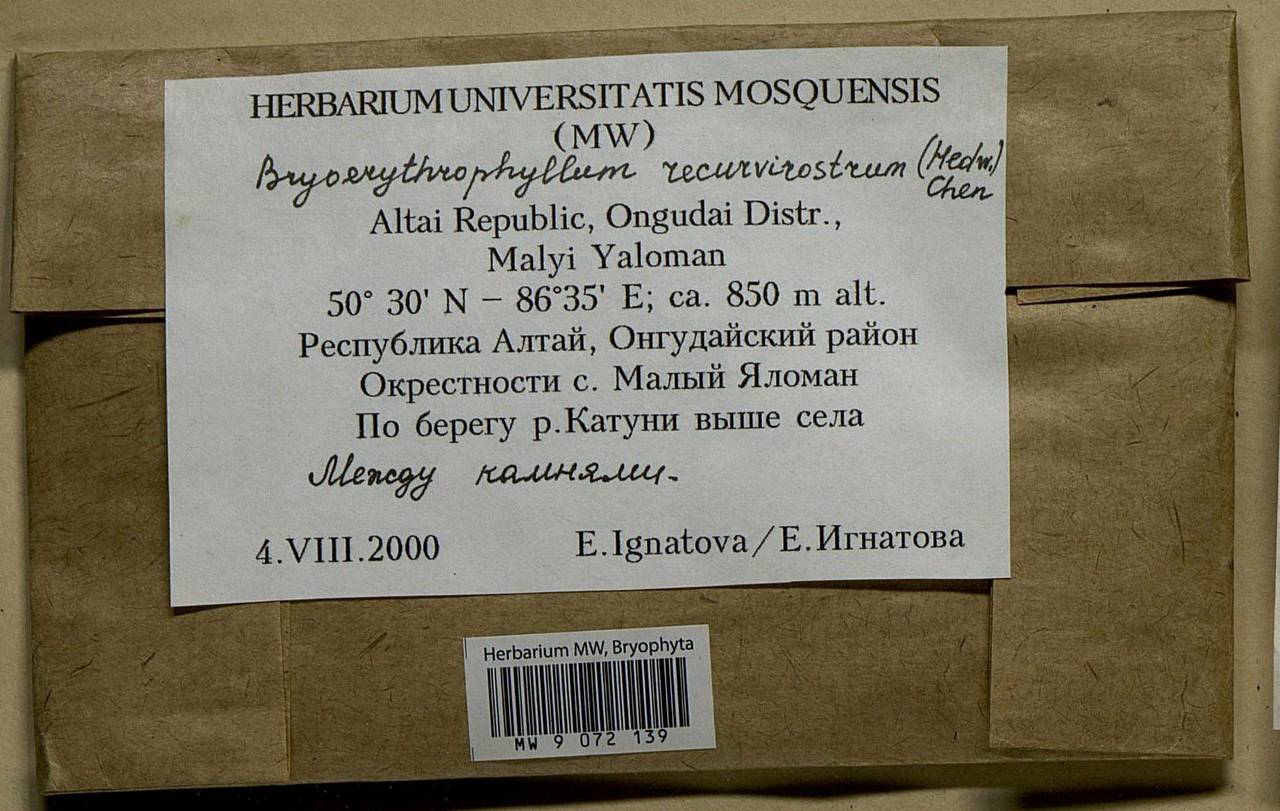 HERBARIUM UNIVERSITATIS MOSQUENSIS
(MW)
Bryoerythrophyllum recurvirostrum (Hedw.)
Chen
Altai Republic, Ongudai Distr.,
Malyi Yaloman
50° 30' N – 86°35' E; ca. 850 m alt.
Республика Алтай, Онгудайский район
Окрестности с. Малый Яломан
По берегу р.Катуни выше села
Между камнями.
4.VIII.2000 E.Ignatova/Е.Игнатова
Herbarium MW, Bryophyta
MW 9 072 139